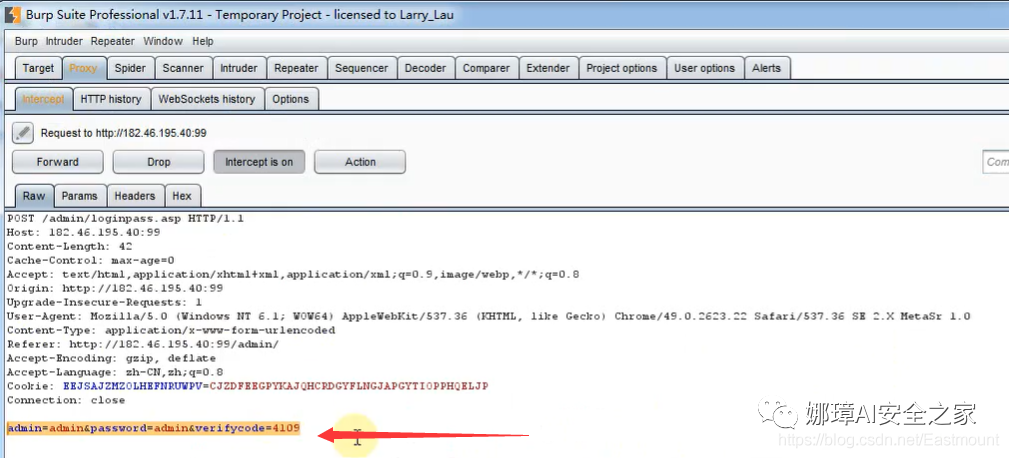 Burp Suite Professional v1.7.11 - Temporary Project - licensed to Larry_Lau
Burp Intruder Repeater Window Help
Target Proxy Spider Scanner Intruder Repeater Sequencer Decoder Comparer Extender Project options User options Alerts
Intercept HTTP history WebSockets history Options
Request to http://182.46.195.40:99
Forward Drop Intercept is on Action Com
Raw Params Headers Hex
POST /admin/loginpass.asp HTTP/1.1
Host: 182.46.195.40:99
Content-Length: 42
Cache-Control: max-age=0
Accept: text/html,application/xhtml+xml,application/xml;q=0.9,image/webp,*/*;q=0.8
Origin: http://182.46.195.40:99
Upgrade-Insecure-Requests: 1
User-Agent: Mozilla/5.0 (Windows NT 6.1; WOW64) AppleWebKit/537.36 (KHTML, like Gecko) Chrome/49.0.2623.22 Safari/537.36 SE 2.X MetaSr 1.0
Content-Type: application/x-www-form-urlencoded
Referer: http://182.46.195.40:99/admin/
Accept-Encoding: gzip, deflate
Accept-Language: zh-CN,zh;q=0.8
Cookie: EEJSAJZMZOLHEFNRUWPV=CJZDFEEGPYKAJQHCRDGYFLNGJAPGYTIOPPHQELJP
Connection: close
admin=admin&password=admin&verifycode=4109
娜璋AI安全之家
https://blog.csdn.net/Eastmount